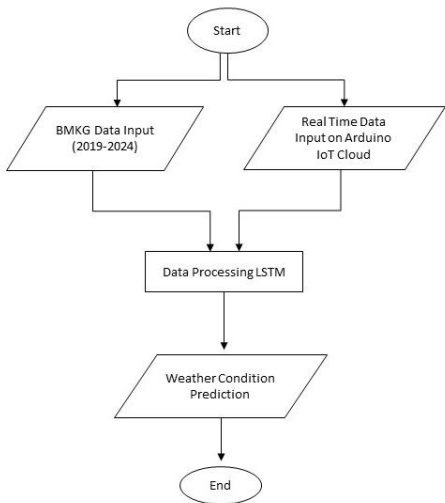 Start
BMKG Data Input
(2019-2024)
Real Time Data
Input on Arduino
IoT Cloud
Data Processing LSTM
Weather Condition
Prediction
End